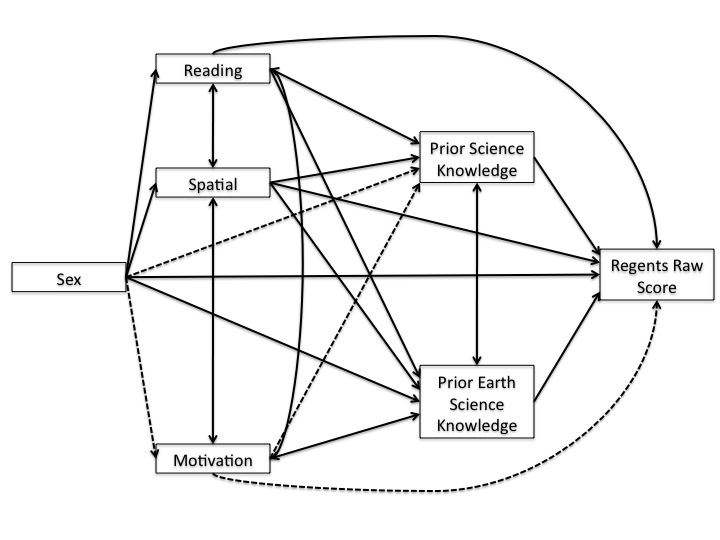 Reading
Prior Science
Knowledge
Spatial
Regents Raw
Score
Sex
Prior Earth
Science
Knowledge
Motivation